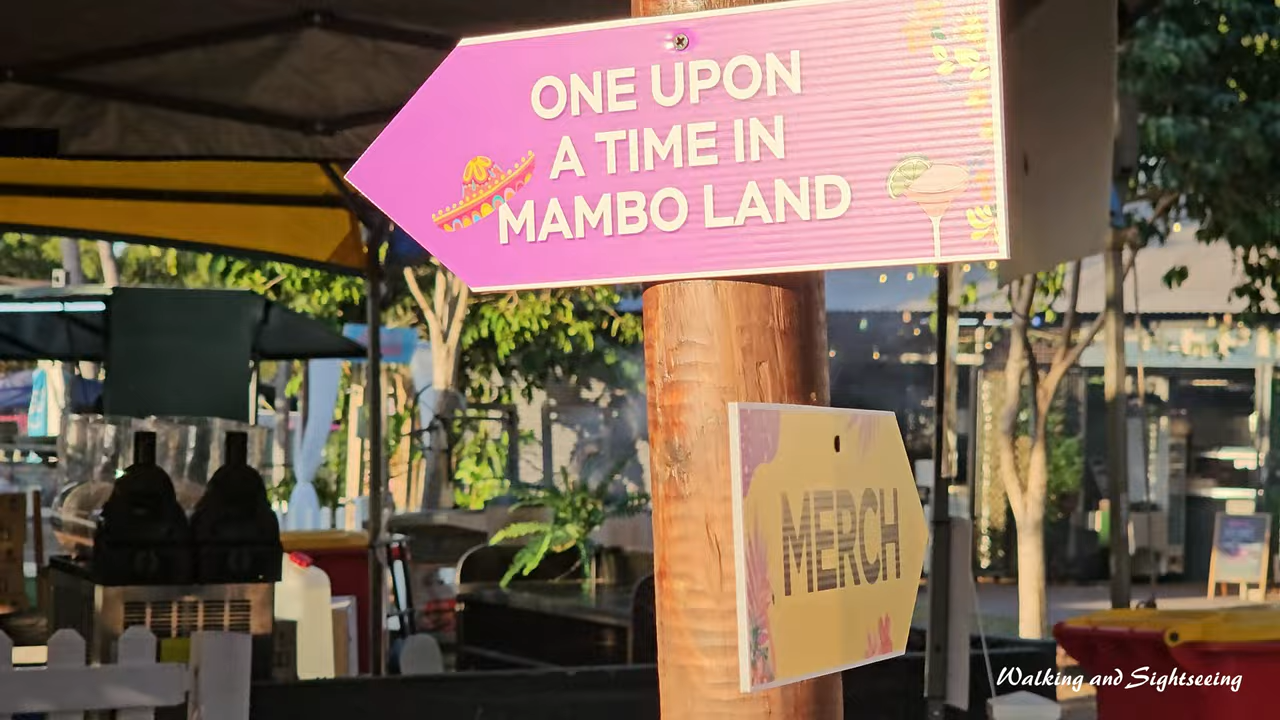 ONE UPON
A TIME IN
MAMBO LAND
MERCH
Walking and Sightseeing